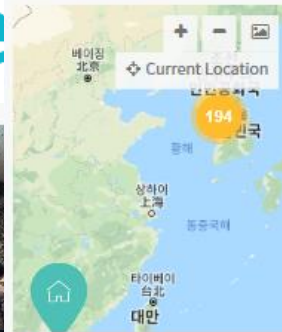 + −
베이징
北京
Current Location
194
민국
황해
상하이
上海
동중국해
타이베이
台北
대만